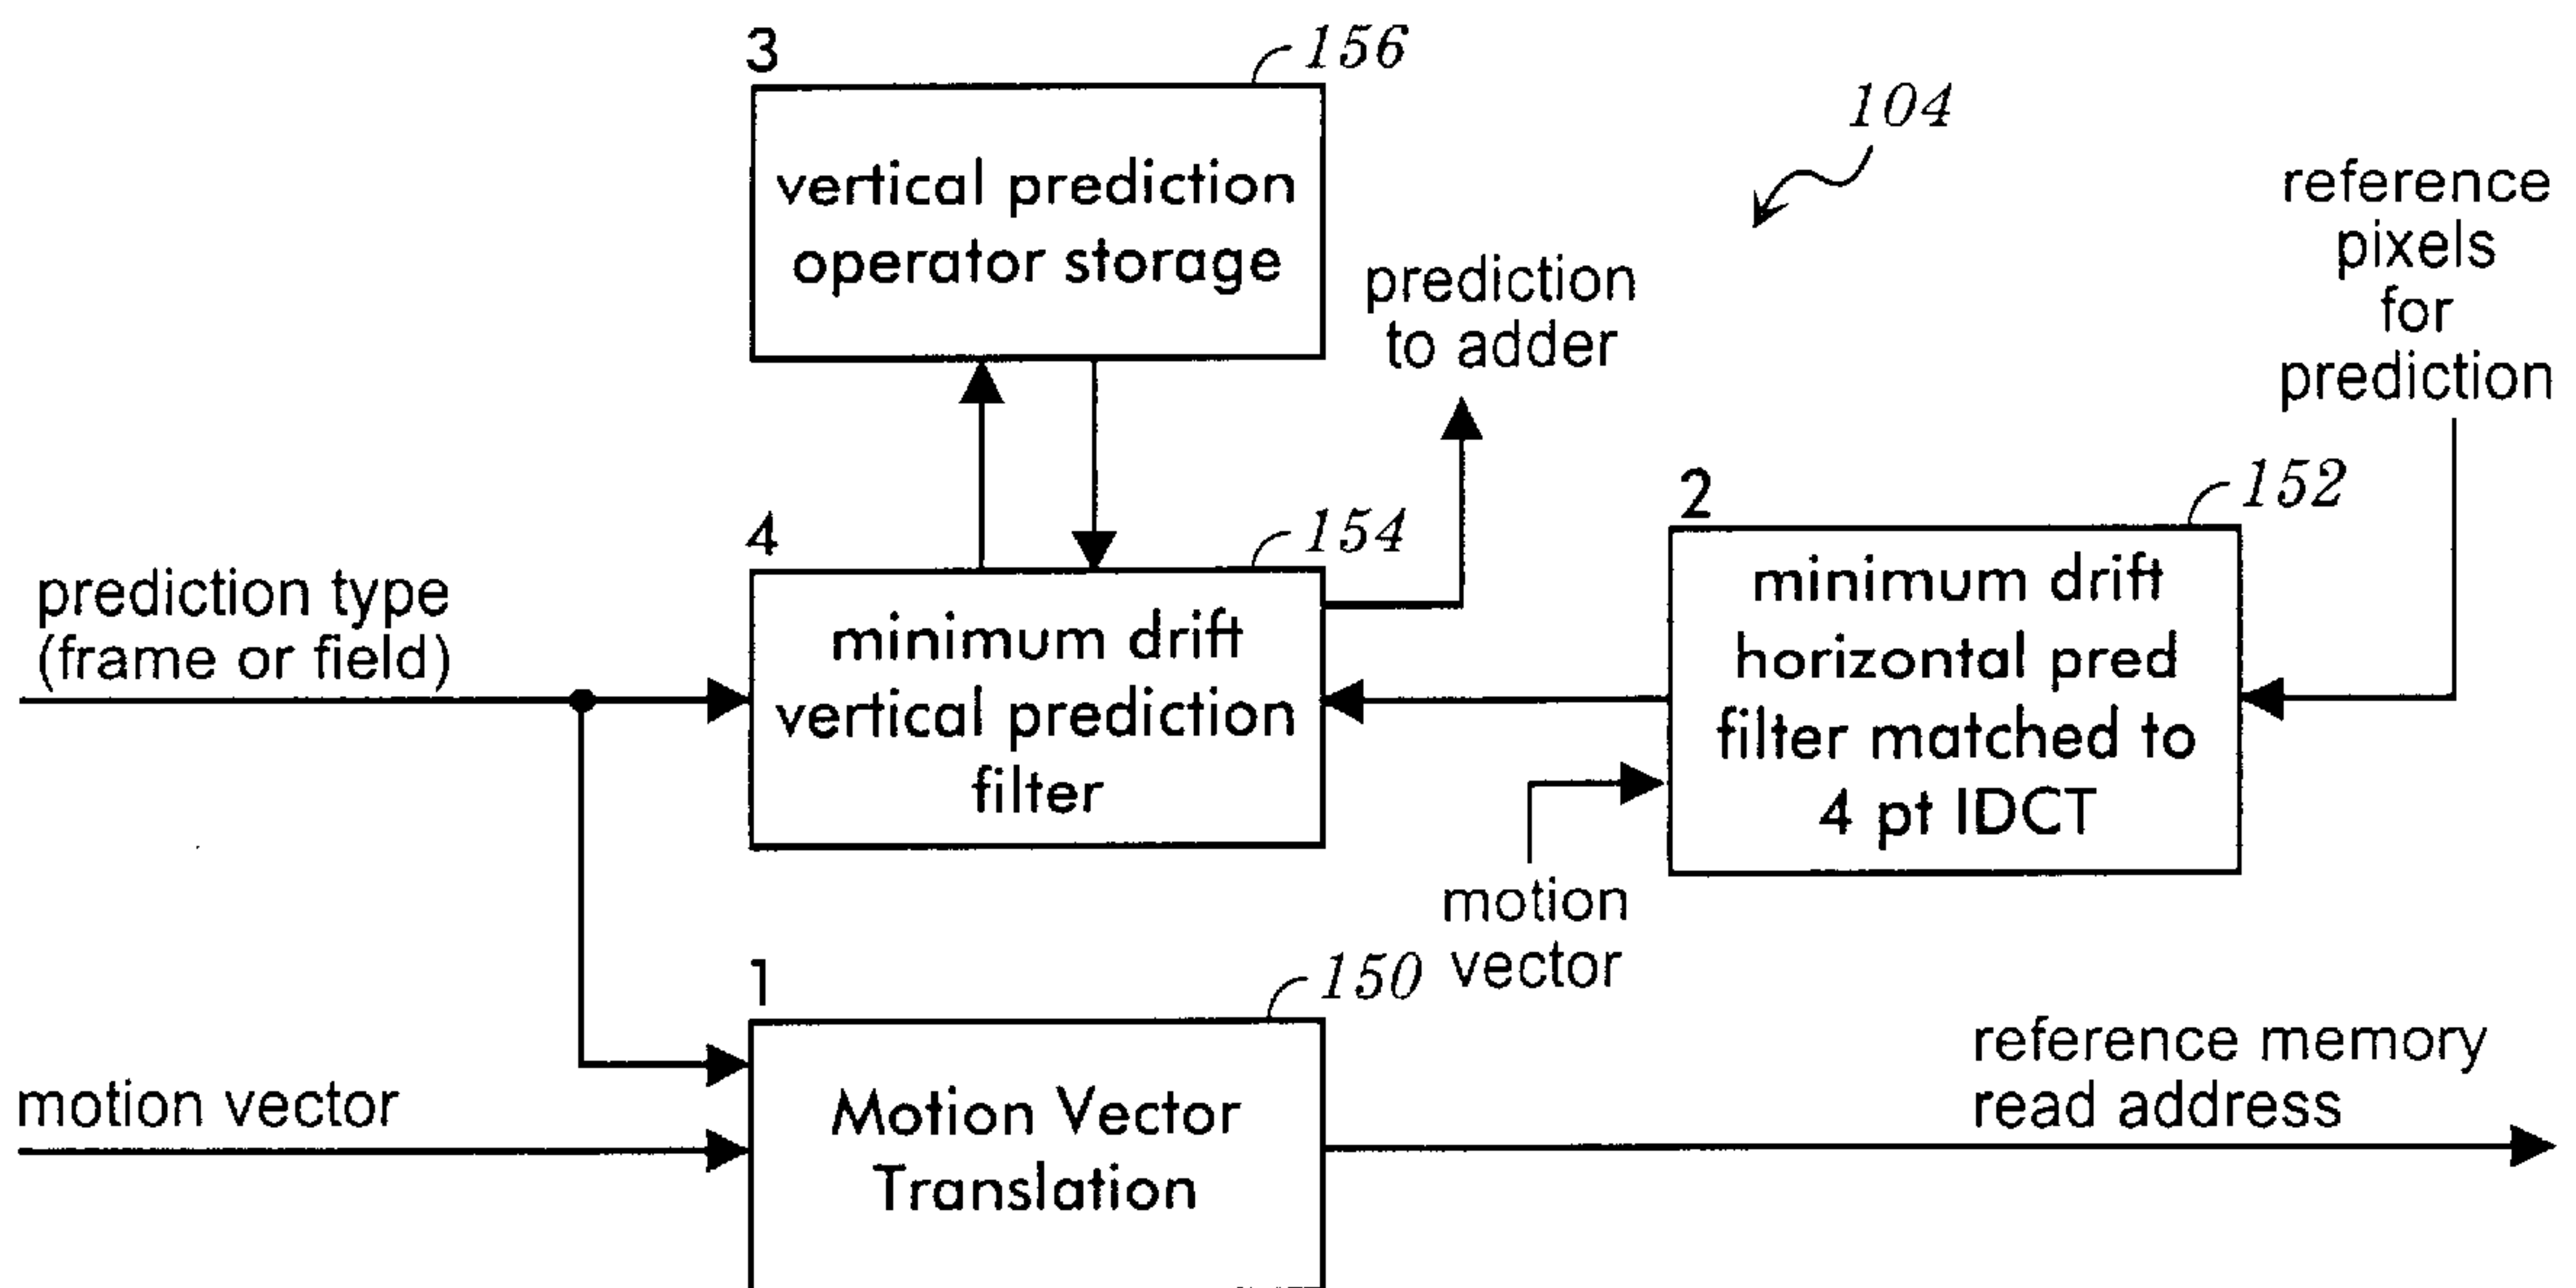 3
156
vertical prediction
operator storage
104
prediction
to adder
reference
pixels
for
prediction
4
154
minimum drift
vertical prediction
filter
prediction type
(frame or field)
2
152
minimum drift
horizontal pred
filter matched to
4 pt IDCT
motion
vector
1
150
Motion Vector
Translation
motion vector
reference memory
read address